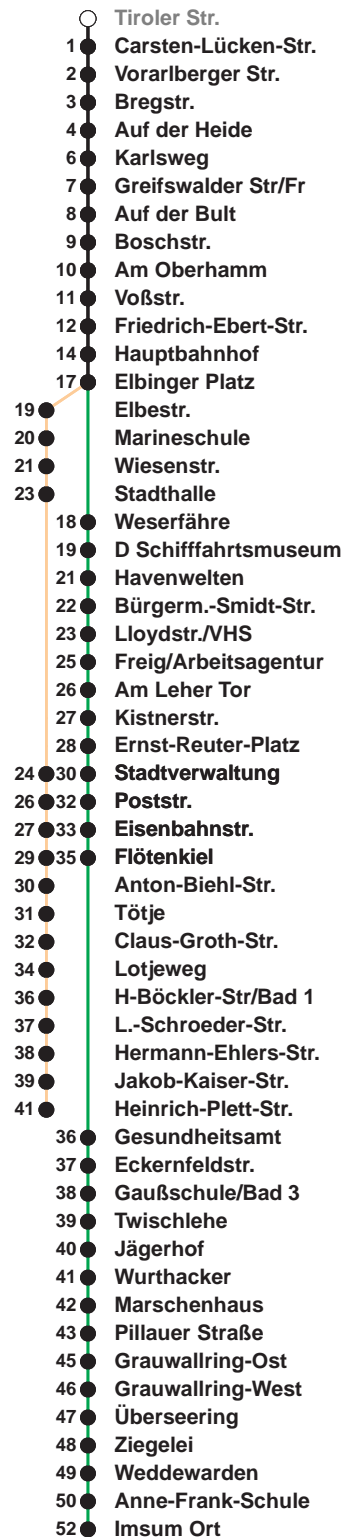 Tiroler Str.
1 Carsten-Lücken-Str.
2 Vorarlberger Str.
3 Bregstr.
4 Auf der Heide
6 Karlsweg
7 Greifswalder Str/Fr
8 Auf der Bult
9 Boschstr.
10 Am Oberhamm
11 Voßstr.
12 Friedrich-Ebert-Str.
14 Hauptbahnhof
17 Elbinger Platz
19 Elbestr.
20 Marineschule
21 Wiesenstr.
23 Stadthalle
18 Weserfähre
19 D Schifffahrtsmuseum
21 Havenwelten
22 Bürgerm.-Smidt-Str.
23 Lloydstr./VHS
25 Freig/Arbeitsagentur
26 Am Leher Tor
27 Kistnerstr.
28 Ernst-Reuter-Platz
24 30 Stadtverwaltung
26 32 Poststr.
27 33 Eisenbahnstr.
29 35 Flötenkiel
30 Anton-Biehl-Str.
31 Tötje
32 Claus-Groth-Str.
34 Lotjeweg
36 H-Böckler-Str/Bad 1
37 L.-Schroeder-Str.
38 Hermann-Ehlers-Str.
39 Jakob-Kaiser-Str.
41 Heinrich-Plett-Str.
36 Gesundheitsamt
37 Eckernfeldstr.
38 Gaußschule/Bad 3
39 Twischlehe
40 Jägerhof
41 Wurthacker
42 Marschenhaus
43 Pillauer Straße
45 Grauwallring-Ost
46 Grauwallring-West
47 Überseering
48 Ziegelei
49 Weddewarden
50 Anne-Frank-Schule
52 Imsum Ort